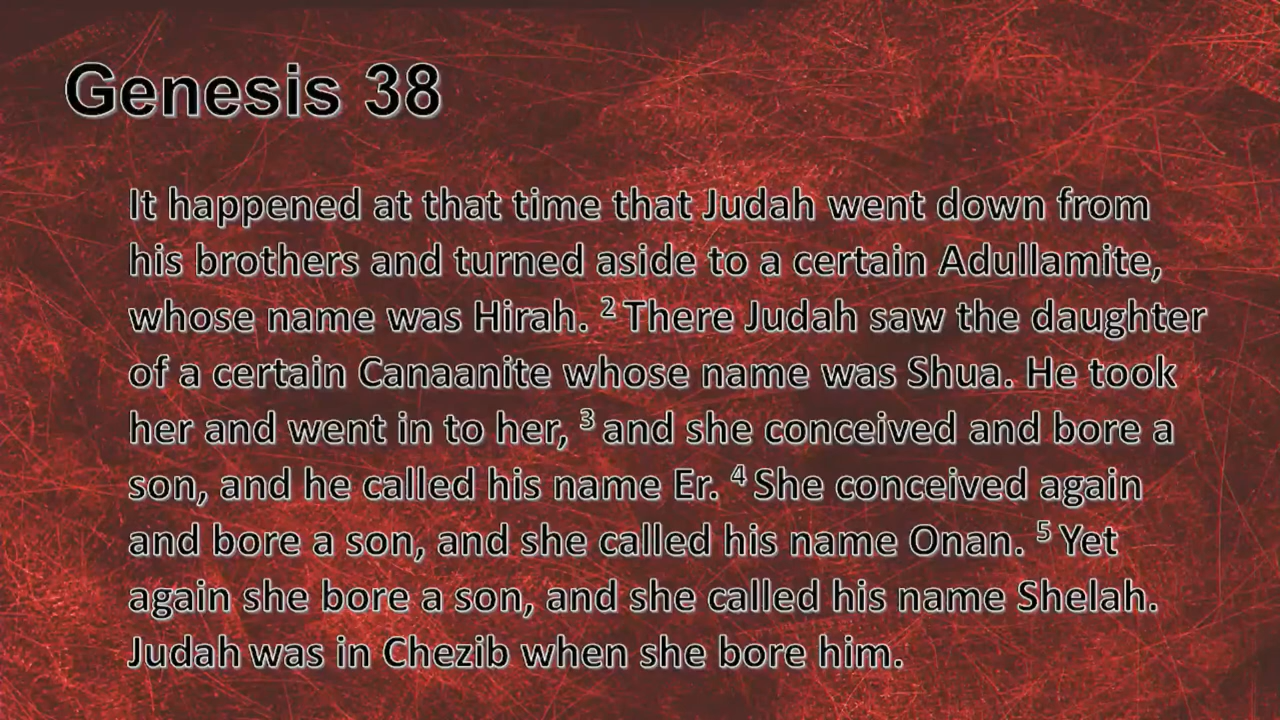 Genesis 38
It happened at that time that Judah went down from
his brothers and turned aside to a certain Adullamite,
whose name was Hirah. 2 There Judah saw the daughter
of a certain Canaanite whose name was Shua. He took
her and went in to her, 3 and she conceived and bore a
son, and he called his name Er. 4 She conceived again
and bore a son, and she called his name Onan. 5 Yet
again she bore a son, and she called his name Shelah.
Judah was in Chezib when she bore him.